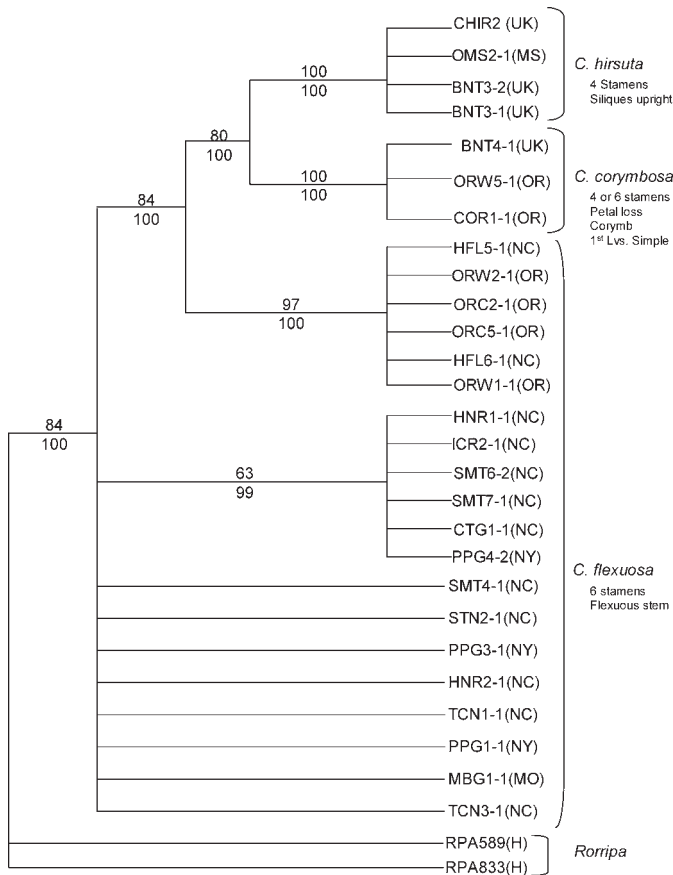 CHIR2 (UK)
OMS2-1(MS)
C. hirsuta
100
4 Stamens
100
BNT3-2(UK)
Siliques upright
BNT3-1(UK)
80
100
BNT4-1(UK)
C. corymbosa
100
ORW5-1(OR)
100
4 or 6 stamens
84
Petal loss
100
COR1-1(OR)
Corymb
1st Lvs. Simple
HFL5-1(NC)
ORW2-1(OR)
97
ORC2-1(OR)
100
ORC5-1(OR)
HFL6-1(NC)
ORW1-1(OR)
84
HNR1-1(NC)
100
ICR2-1(NC)
63
SMT6-2(NC)
99
SMT7-1(NC)
CTG1-1(NC)
PPG4-2(NY)
C. flexuosa
SMT4-1(NC)
6 stamens
Flexuous stem
STN2-1(NC)
PPG3-1(NY)
HNR2-1(NC)
TCN1-1(NC)
PPG1-1(NY)
MBG1-1(MO)
TCN3-1(NC)
RPA589(H)
Rorripa
RPA833(H)